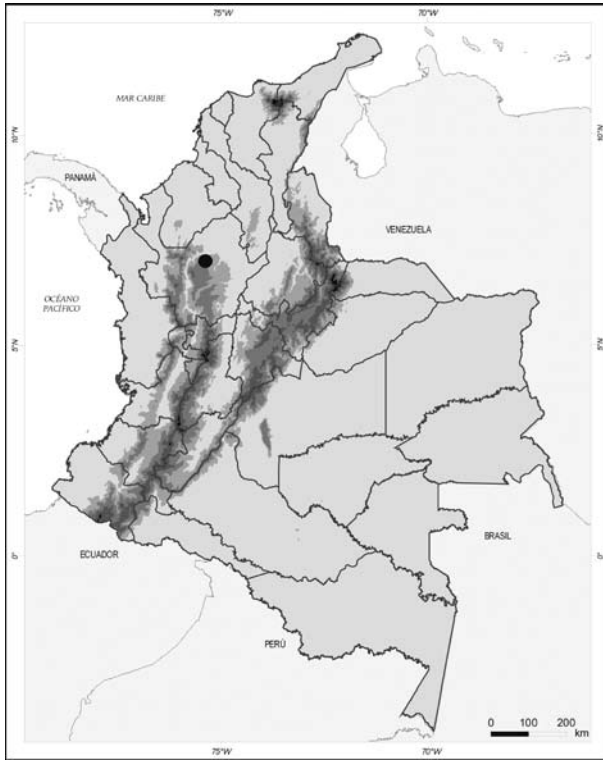 75°W
70°W
MAR CARIBE
10°N
10°N
PANAMÁ
VENEZUELA
OCÉANO
PACÍFICO
5°N
5°N
0°
0°
ECUADOR
BRASIL
PERÚ
0 100 200
km
75°W
70°W